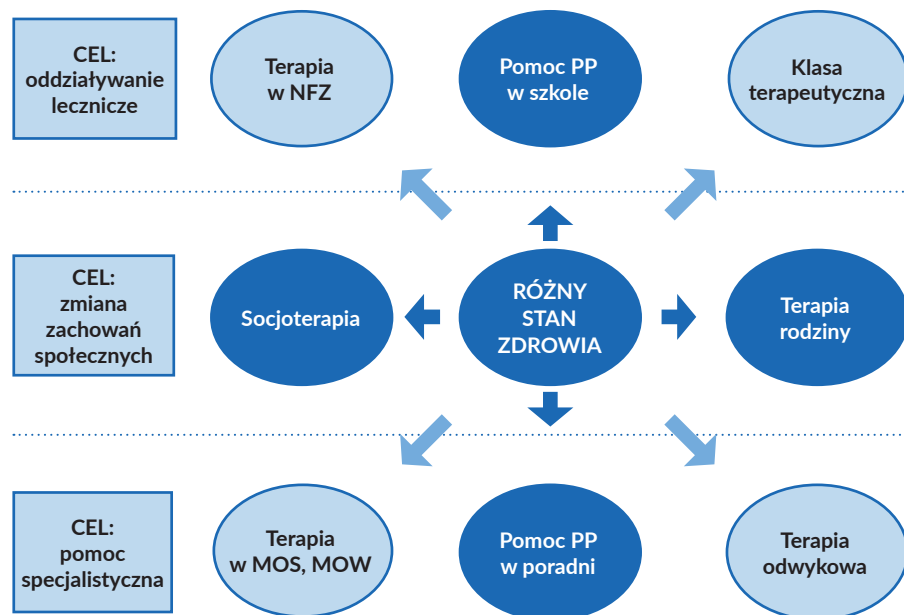 CEL:
oddziaływanie
lecznicze
Terapia
w NFZ
Pomoc PP
w szkole
Klasa
terapeutyczna
CEL:
zmiana
zachowań
społecznych
Socjoterapia
RÓŻNY
STAN
ZDROWIA
Terapia
rodziny
CEL:
pomoc
specjalistyczna
Terapia
w MOS, MOW
Pomoc PP
w poradni
Terapia
odwykowa